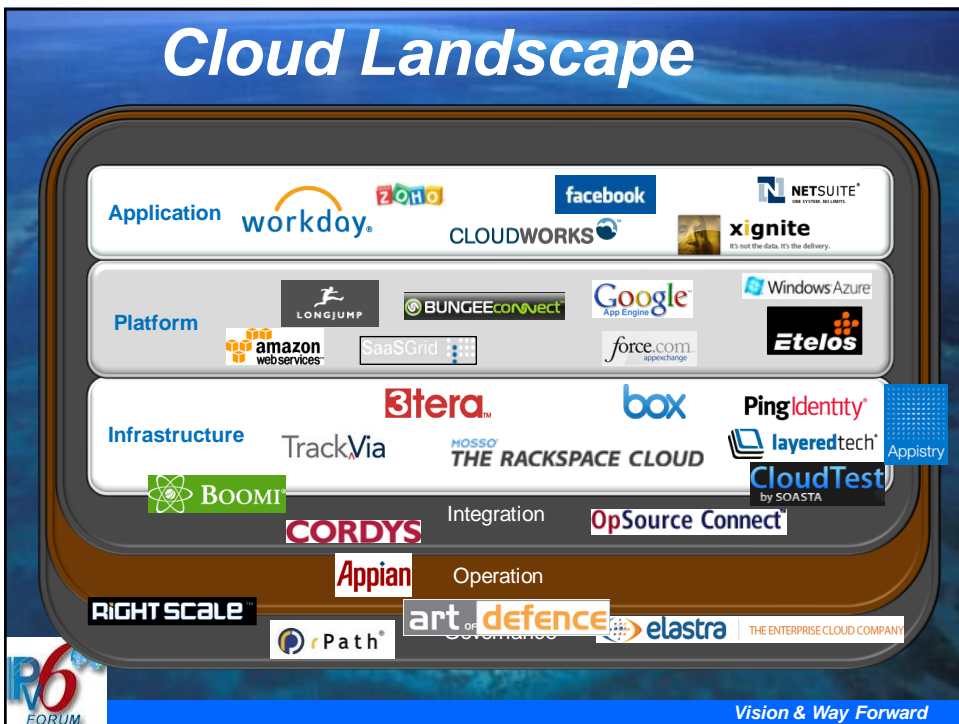 Cloud Landscape
Application
workday.
ZOHO
facebook
NETSUITE
ONE SYSTEM. NO LIMITS.
CLOUDWORKS
xignite
It's not the data. It's the delivery.
Platform
LONGJUMP
BUNGEEconnect
Google
App Engine
Windows Azure
amazon
webservices
SaaSGrid
force.com
appexchange
Etelos
Infrastructure
3tera
box
PingIdentity
TrackVia
MOSSO
THE RACKSPACE CLOUD
layeredtech
Appistry
BOOMI
CloudTest
by SOASTA
Integration
CORDYS
OpSource Connect
Appian
Operation
RiGHTSCALE
art OF defence
Governance
rPath
elastra
THE ENTERPRISE CLOUD COMPANY
IPv6
FORUM
Vision & Way Forward